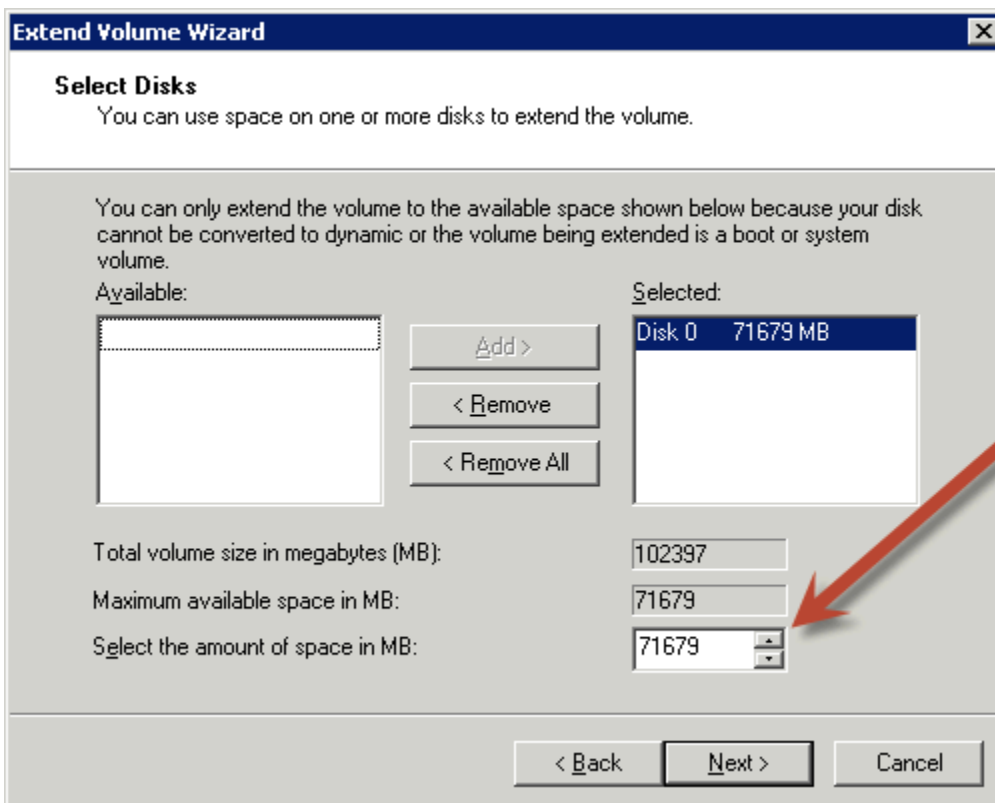 Extend Volume Wizard
Select Disks
You can use space on one or more disks to extend the volume.
You can only extend the volume to the available space shown below because your disk
cannot be converted to dynamic or the volume being extended is a boot or system
volume.
Available:
Selected:
Disk 0 71679 MB
Add >
< Remove
< Remove All
Total volume size in megabytes (MB): 102397
Maximum available space in MB: 71679
Select the amount of space in MB: 71679
< Back Next > Cancel